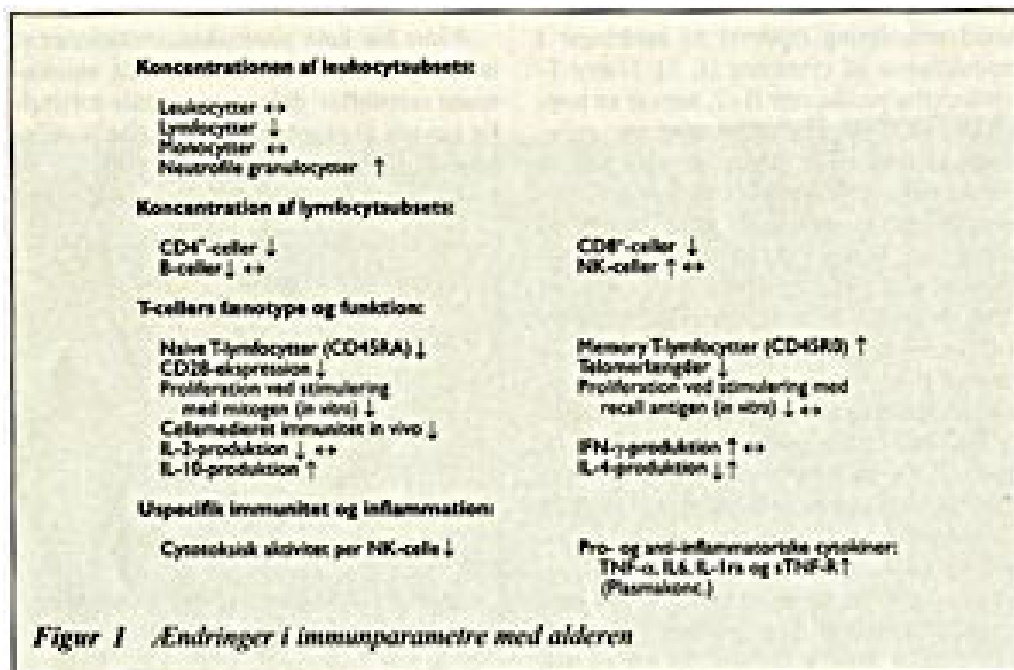 Koncentrationen af leukocytsubsets:
Leukocytter ↔
Lymfocytter ↓
Monocytter ↔
Neutrofile granulocytter ↑
Koncentration af lymfocytsubsets:
CD4⁺-celler ↓
B-celler ↓ ↔
CD8⁺-celler ↓
NK-celler ↑ ↔
T-cellers fænotype og funktion:
Naive T-lymfocytter (CD45RA) ↓
CD28-ekspression ↓
Proliferation ved stimulering
med mitogen (in vitro) ↓
Cellemedieret immunitet in vivo ↓
IL-2-produktion ↓ ↔
IL-10-produktion ↑
Memory T-lymfocytter (CD45R0) ↑
Telomerlængder ↓
Proliferation ved stimulering med
recall antigen (in vitro) ↓ ↔
IFN-γ-produktion ↑ ↔
IL-4-produktion ↓ ↑
Uspecifik immunitet og inflammation:
Cytotoksisk aktivitet per NK-celle ↓
Pro- og anti-inflammatoriske cytokiner:
TNF-α, IL6, IL-1ra og sTNF-R ↑
(Plasmakonc.)
Figur 1 Ændringer i immunparametre med alderen